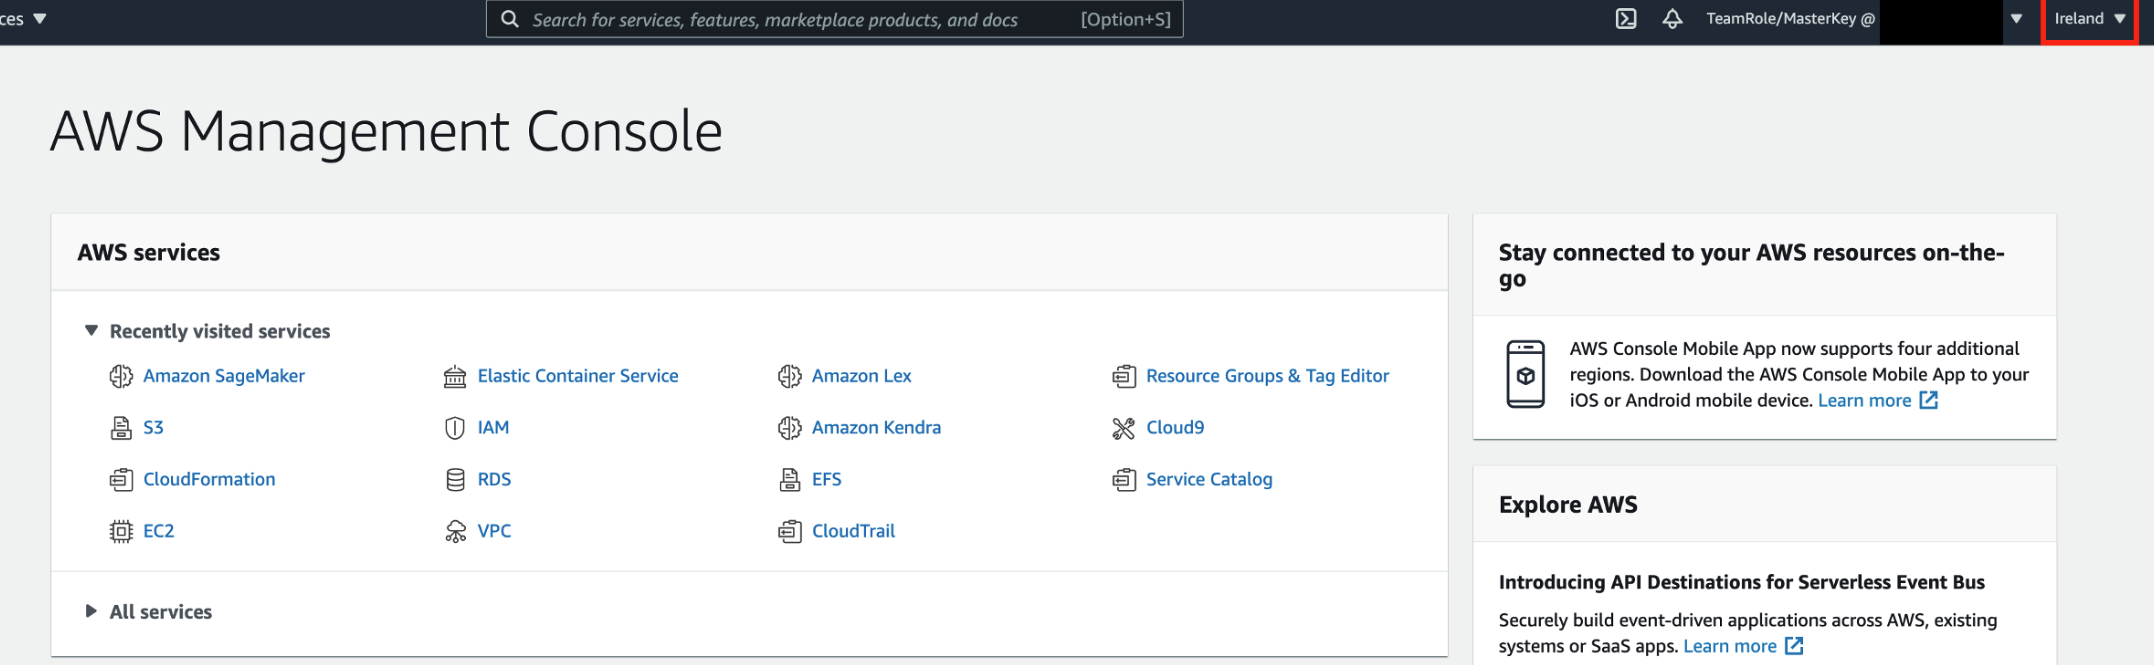 ces ▼
Search for services, features, marketplace products, and docs [Option+S]
TeamRole/MasterKey @
Ireland ▼
AWS Management Console
AWS services
▼ Recently visited services
Amazon SageMaker
Elastic Container Service
Amazon Lex
Resource Groups & Tag Editor
S3
IAM
Amazon Kendra
Cloud9
CloudFormation
RDS
EFS
Service Catalog
EC2
VPC
CloudTrail
▶ All services
Stay connected to your AWS resources on-the-
go
AWS Console Mobile App now supports four additional
regions. Download the AWS Console Mobile App to your
iOS or Android mobile device. Learn more
Explore AWS
Introducing API Destinations for Serverless Event Bus
Securely build event-driven applications across AWS, existing
systems or SaaS apps. Learn more